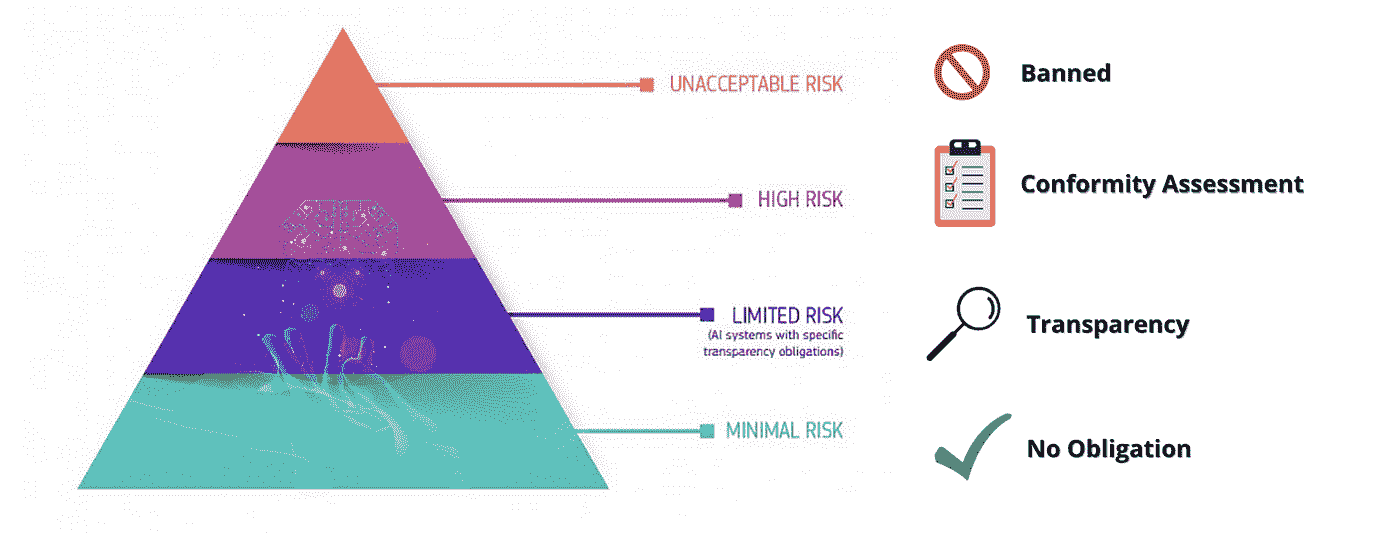 UNACCEPTABLE RISK
Banned
HIGH RISK
Conformity Assessment
LIMITED RISK
(AI systems with specific
transparency obligations)
Transparency
MINIMAL RISK
No Obligation